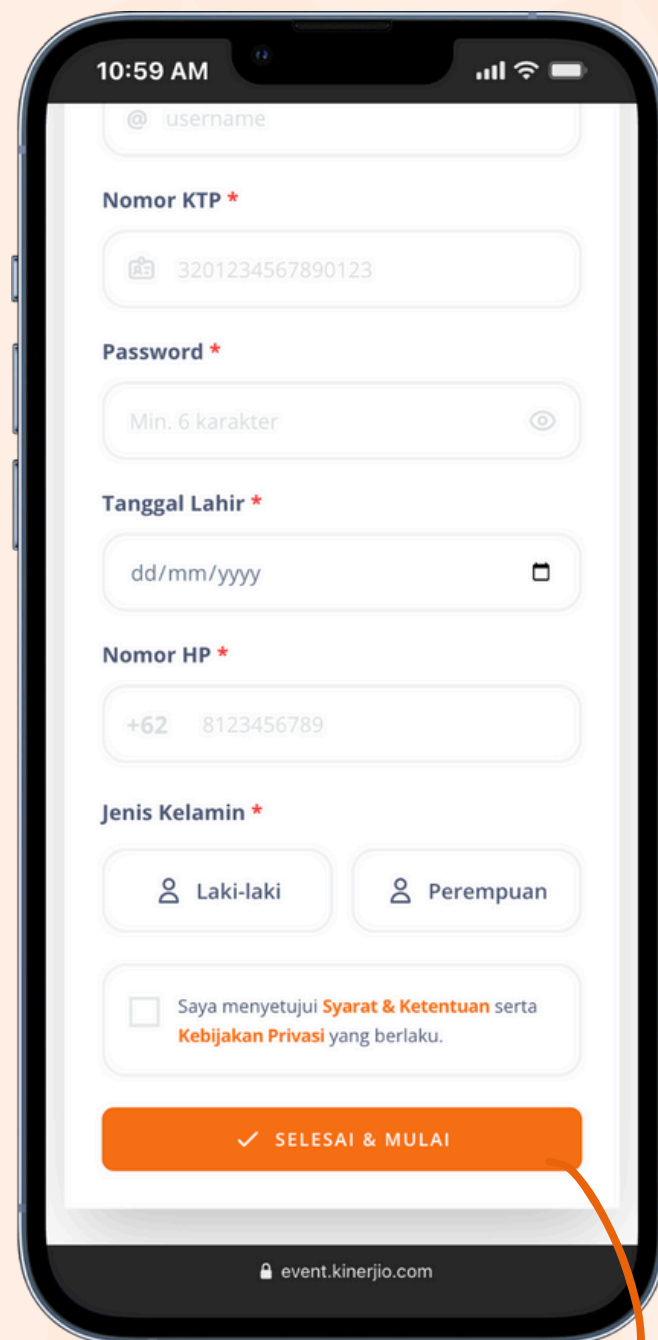 10:59 AM
@ username
Nomor KTP *
3201234567890123
Password *
Min. 6 karakter
Tanggal Lahir *
dd/mm/yyyy
Nomor HP *
+62 8123456789
Jenis Kelamin *
Laki-laki Perempuan
Saya menyetujui Syarat & Ketentuan serta
Kebijakan Privasi yang berlaku.
SELESAI & MULAI
event.kinerjio.com